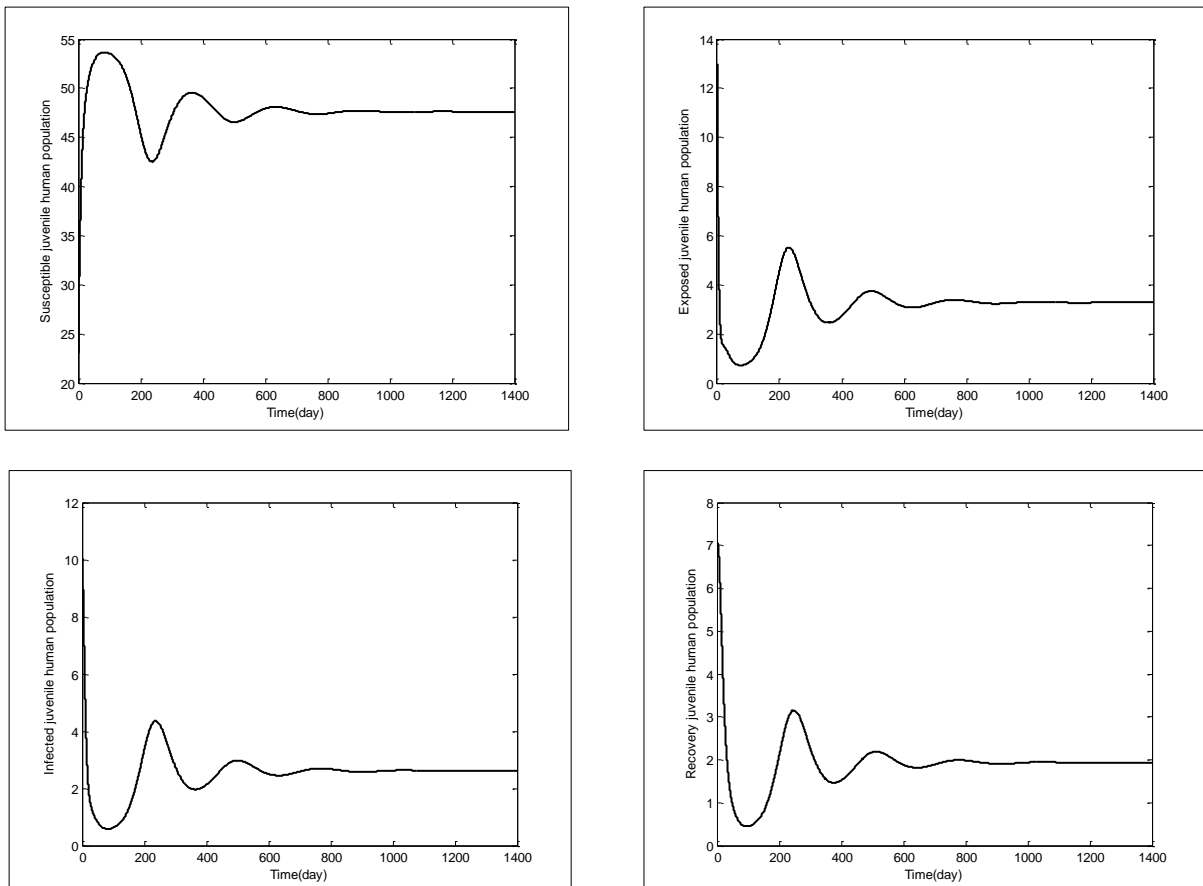 Susceptible juvenile human population
55
50
45
40
35
30
25
20
0 200 400 600 800 1000 1200 1400
Time(day)
Exposed juvenile human population
14
12
10
8
6
4
2
0
0 200 400 600 800 1000 1200 1400
Time(day)
Infected juvenile human population
12
10
8
6
4
2
0
0 200 400 600 800 1000 1200 1400
Time(day)
Recovery juvenile human population
8
7
6
5
4
3
2
1
0
0 200 400 600 800 1000 1200 1400
Time(day)